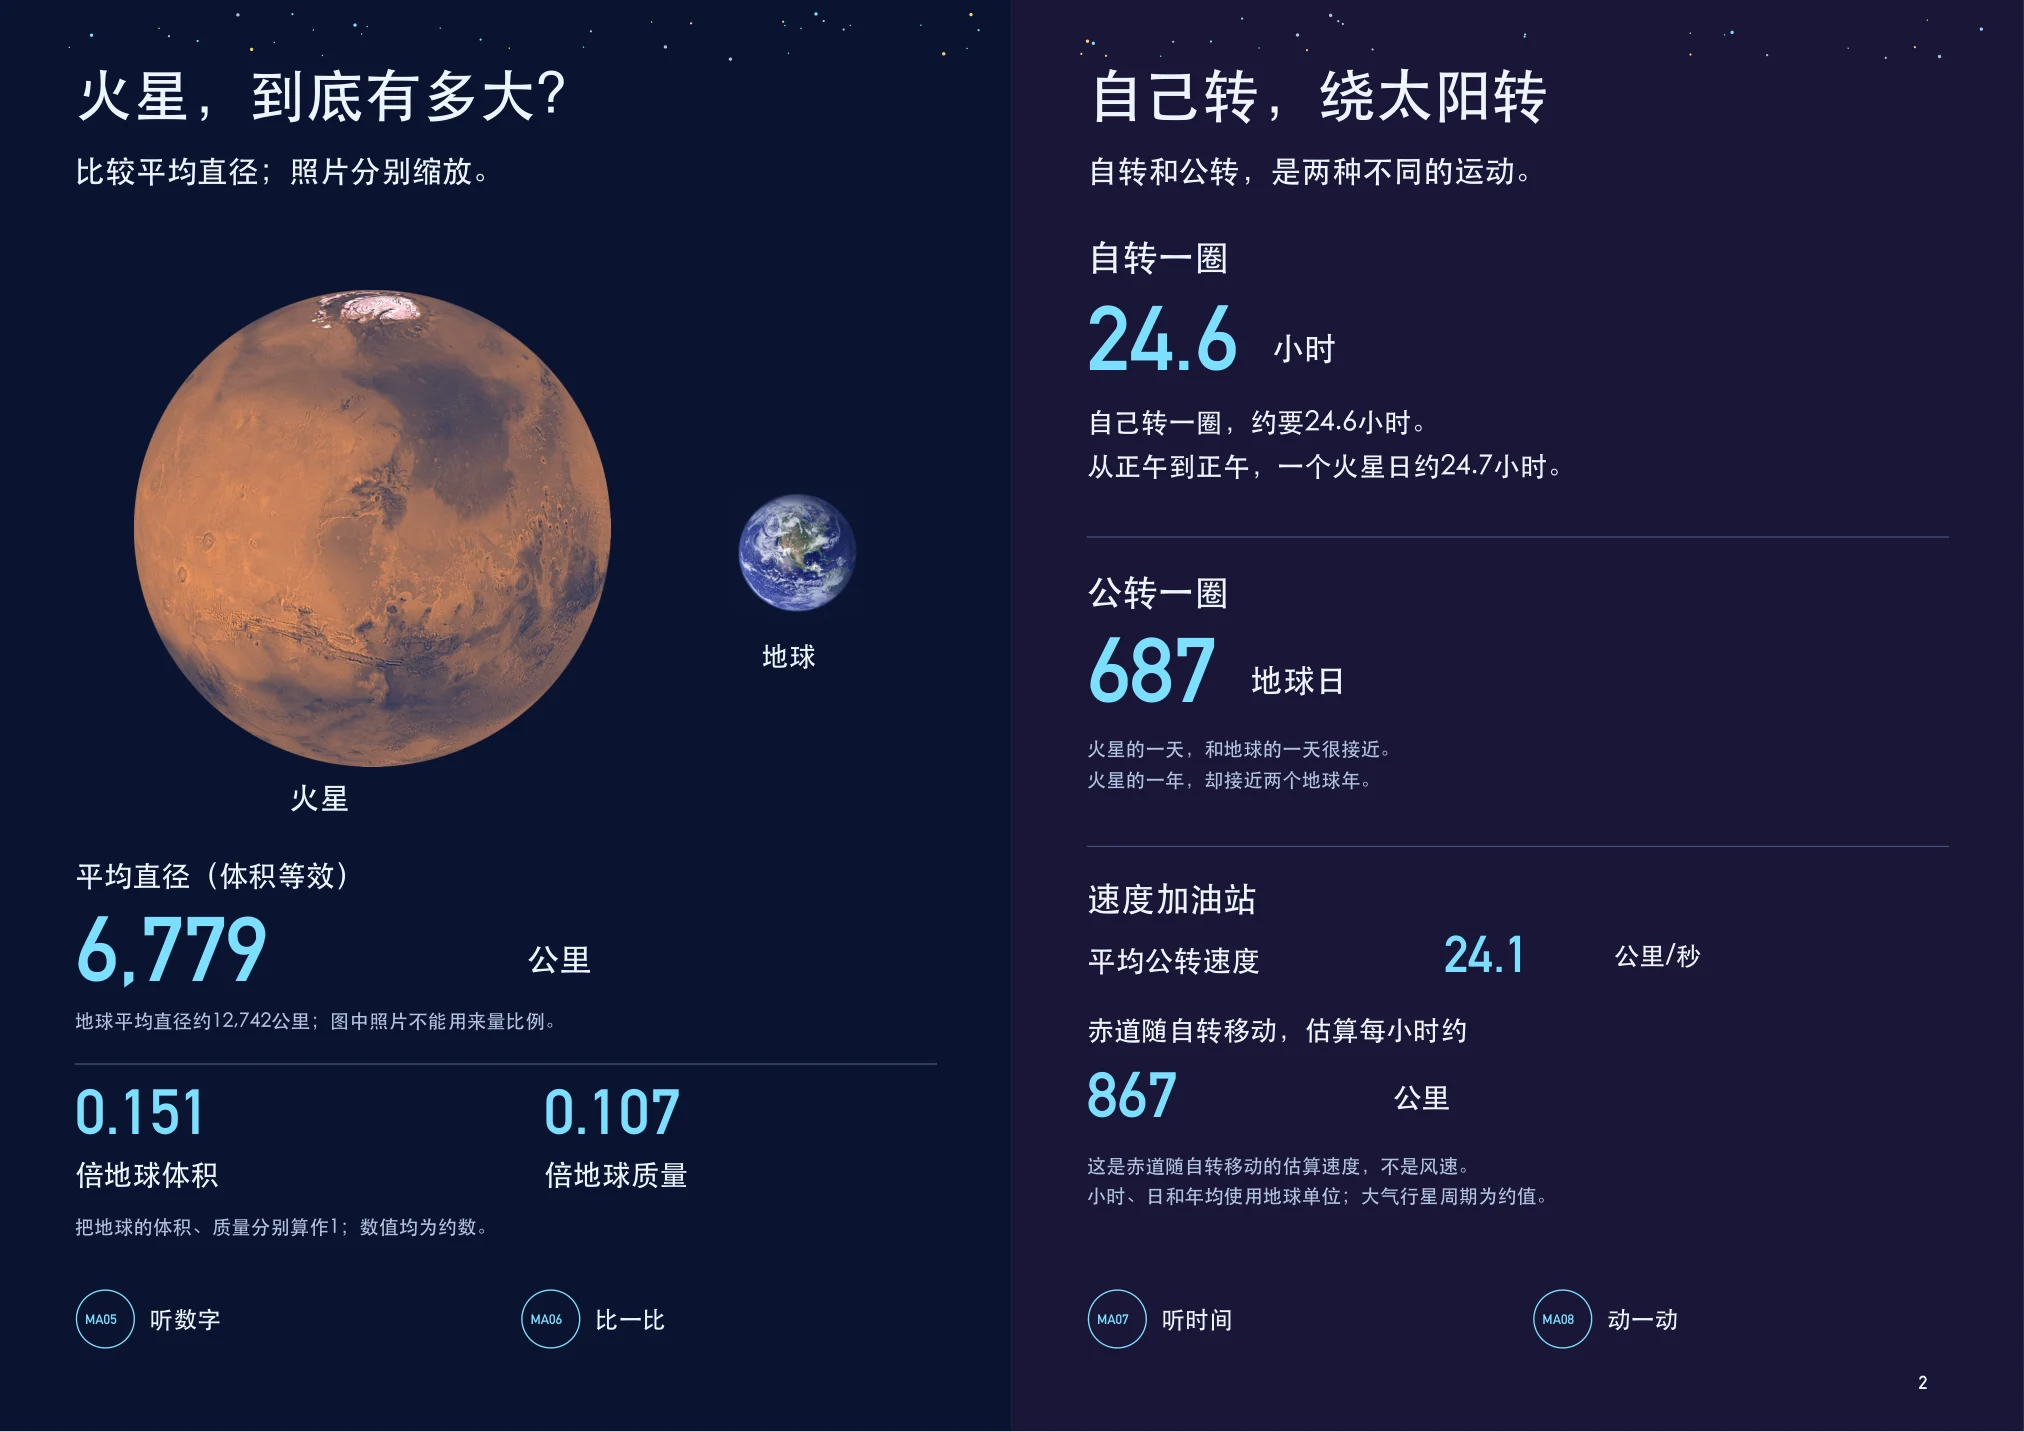 火星，到底有多大？
比较平均直径；照片分别缩放。
地球
火星
平均直径（体积等效）
6,779 公里
地球平均直径约12,742公里；图中照片不能用来量比例。
0.151 0.107
倍地球体积 倍地球质量
把地球的体积、质量分别算作1；数值均为约数。
MA05 听数字 MA06 比一比
自己转，绕太阳转
自转和公转，是两种不同的运动。
自转一圈
24.6 小时
自己转一圈，约要24.6小时。
从正午到正午，一个火星日约24.7小时。
公转一圈
687 地球日
火星的一天，和地球的一天很接近。
火星的一年，却接近两个地球年。
速度加油站
平均公转速度 24.1 公里/秒
赤道随自转移动，估算每小时约
867 公里
这是赤道随自转移动的估算速度，不是风速。
小时、日和年均使用地球单位；大气行星周期为约值。
MA07 听时间 MA08 动一动
2